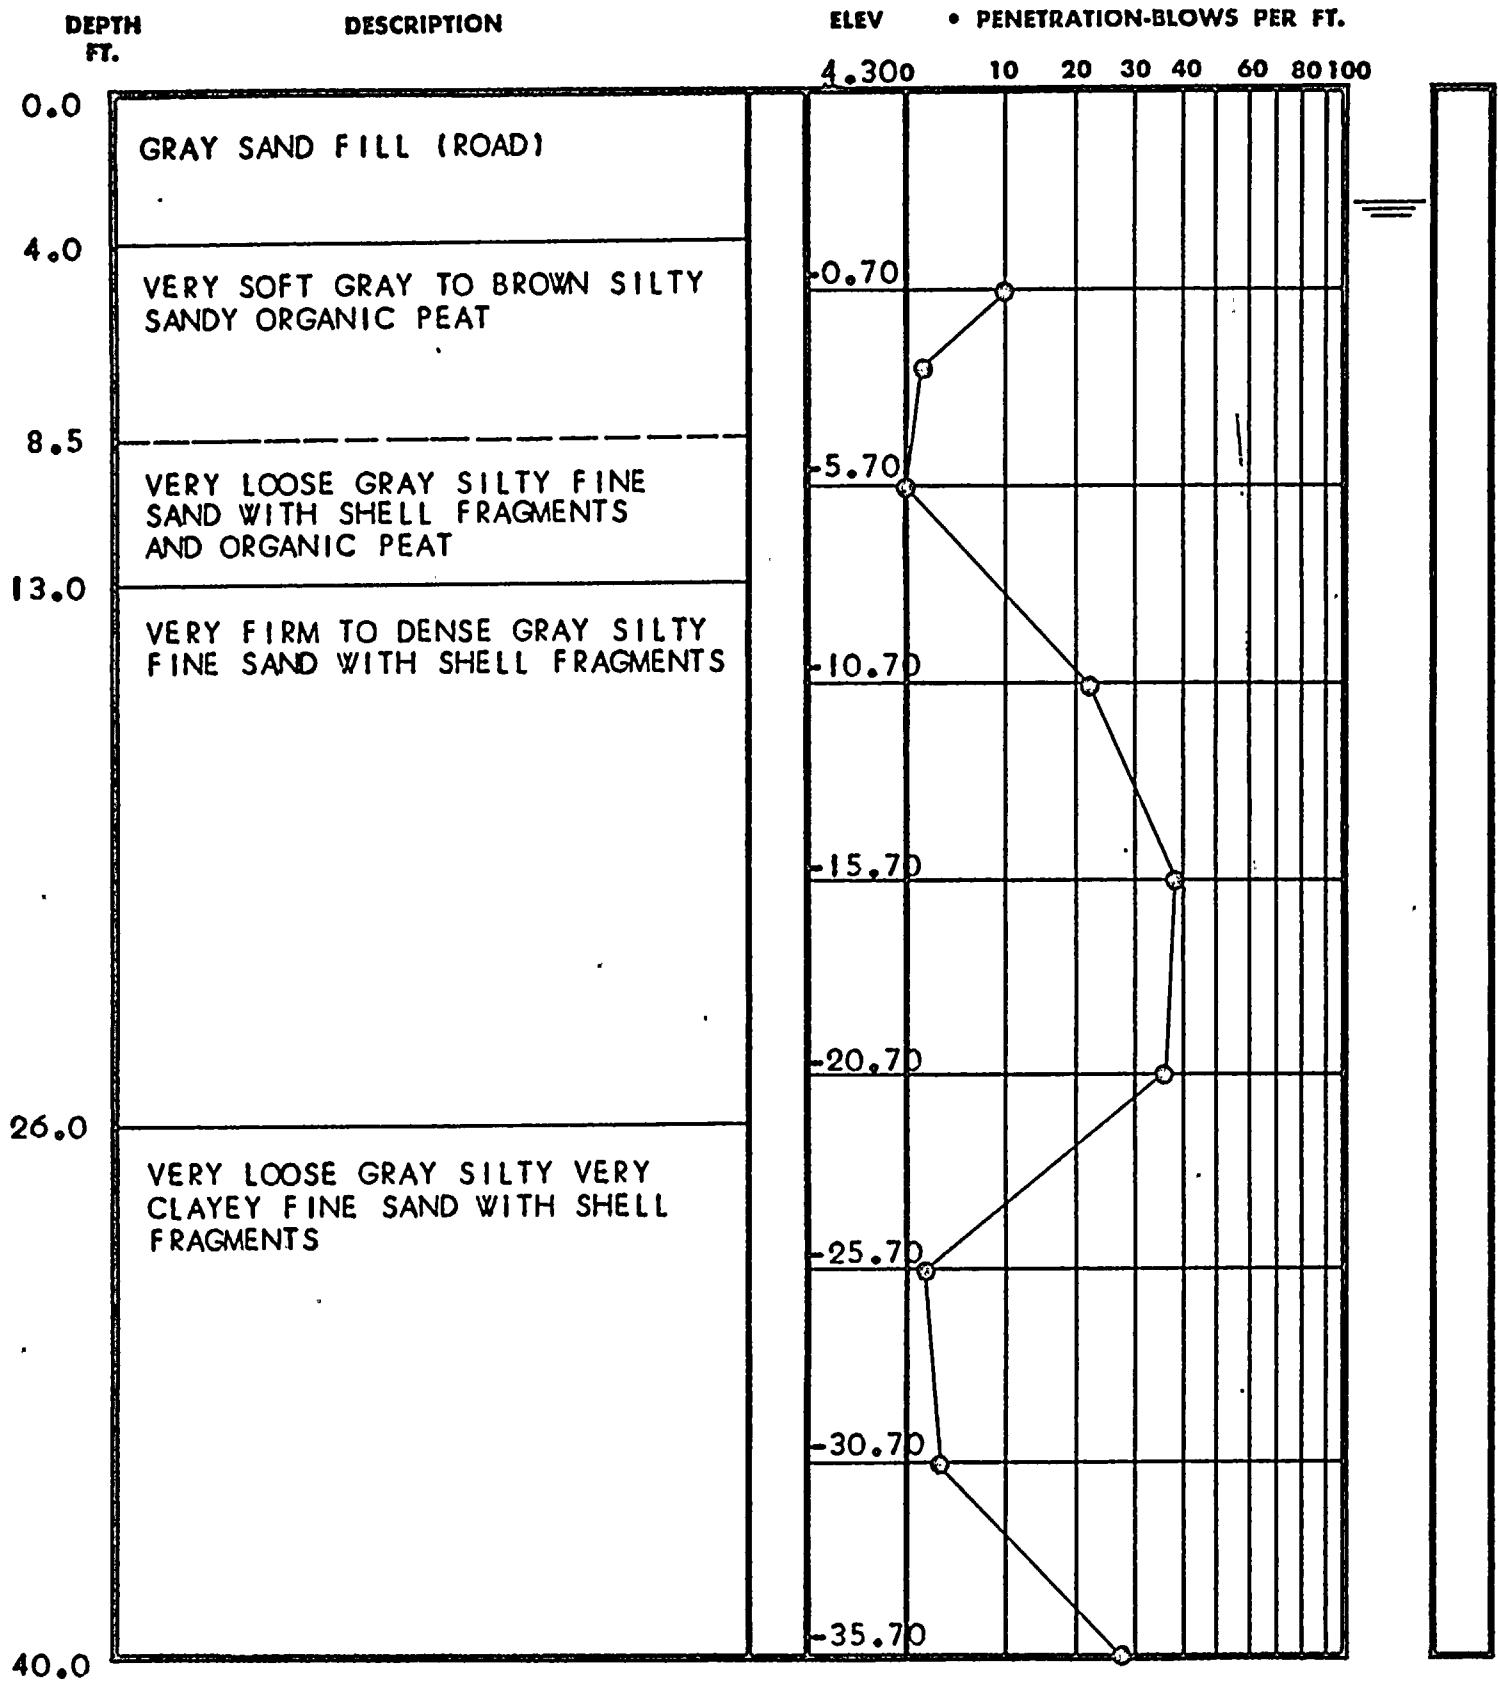 DEPTH FT.
DESCRIPTION
ELEV
• PENETRATION-BLOWS PER FT.
4.30
0 10 20 30 40 60 80 100
0.0
GRAY SAND FILL (ROAD)
4.0
VERY SOFT GRAY TO BROWN SILTY
SANDY ORGANIC PEAT
-0.70
8.5
VERY LOOSE GRAY SILTY FINE
SAND WITH SHELL FRAGMENTS
AND ORGANIC PEAT
-5.70
13.0
VERY FIRM TO DENSE GRAY SILTY
FINE SAND WITH SHELL FRAGMENTS
-10.70
-15.70
-20.70
26.0
VERY LOOSE GRAY SILTY VERY
CLAYEY FINE SAND WITH SHELL
FRAGMENTS
-25.70
-30.70
-35.70
40.0